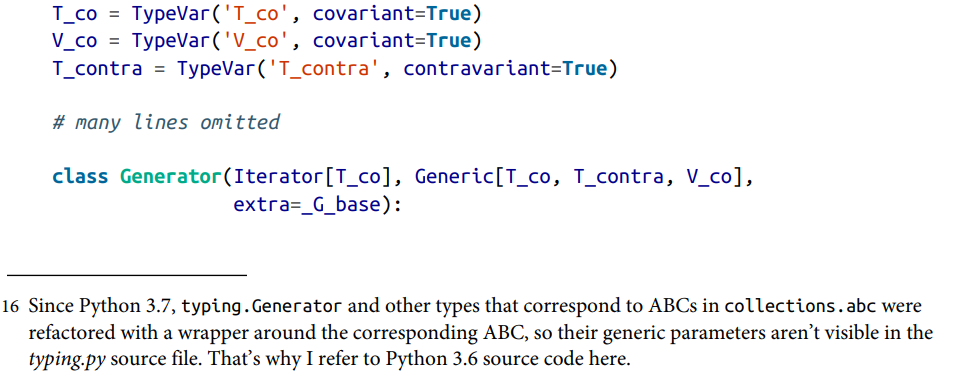 T_co = TypeVar('T_co', covariant=True)
V_co = TypeVar('V_co', covariant=True)
T_contra = TypeVar('T_contra', contravariant=True)
# many lines omitted
class Generator(Iterator[T_co], Generic[T_co, T_contra, V_co],
extra=_G_base):
16 Since Python 3.7, typing.Generator and other types that correspond to ABCs in collections.abc were
refactored with a wrapper around the corresponding ABC, so their generic parameters aren’t visible in the
typing.py source file. That’s why I refer to Python 3.6 source code here.